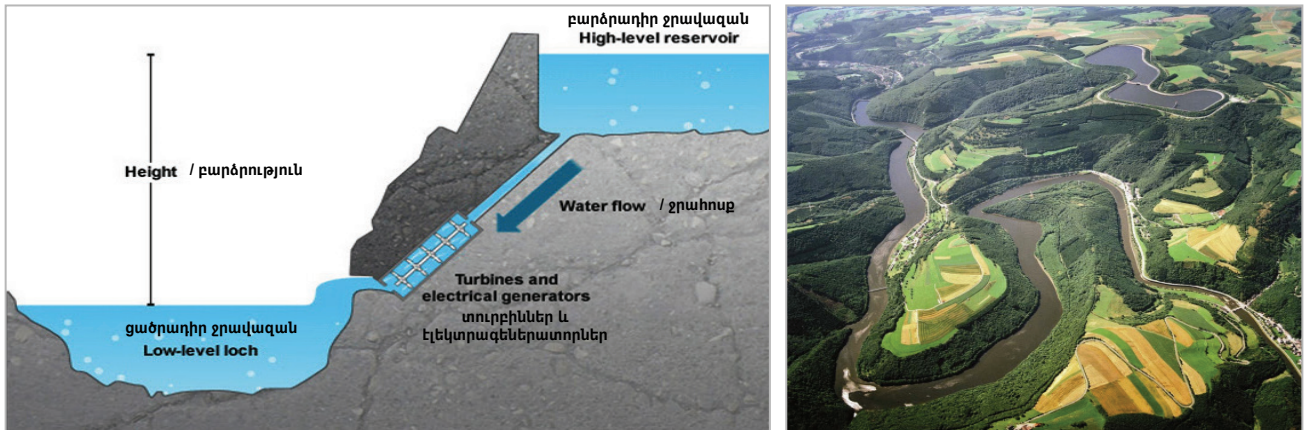 բարձրադիր ջրավազան
High-level reservoir
Height / բարձրություն
Water flow / ջրահոսք
Turbines and
electrical generators
տուրբիններ և
էլեկտրագեներատորներ
ցածրադիր ջրավազան
Low-level loch